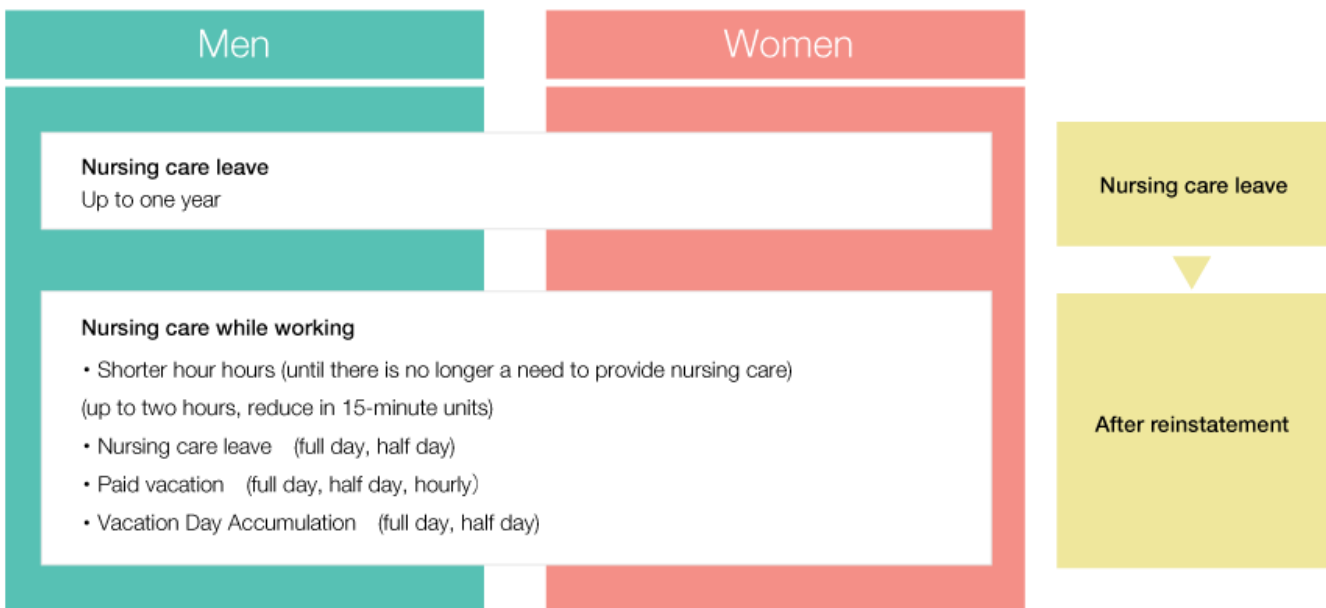 Men
Women
Nursing care leave
Up to one year
Nursing care while working
・Shorter hour hours (until there is no longer a need to provide nursing care)
(up to two hours, reduce in 15-minute units)
・Nursing care leave　(full day, half day)
・Paid vacation　(full day, half day, hourly）
・Vacation Day Accumulation　(full day, half day)
Nursing care leave
After reinstatement